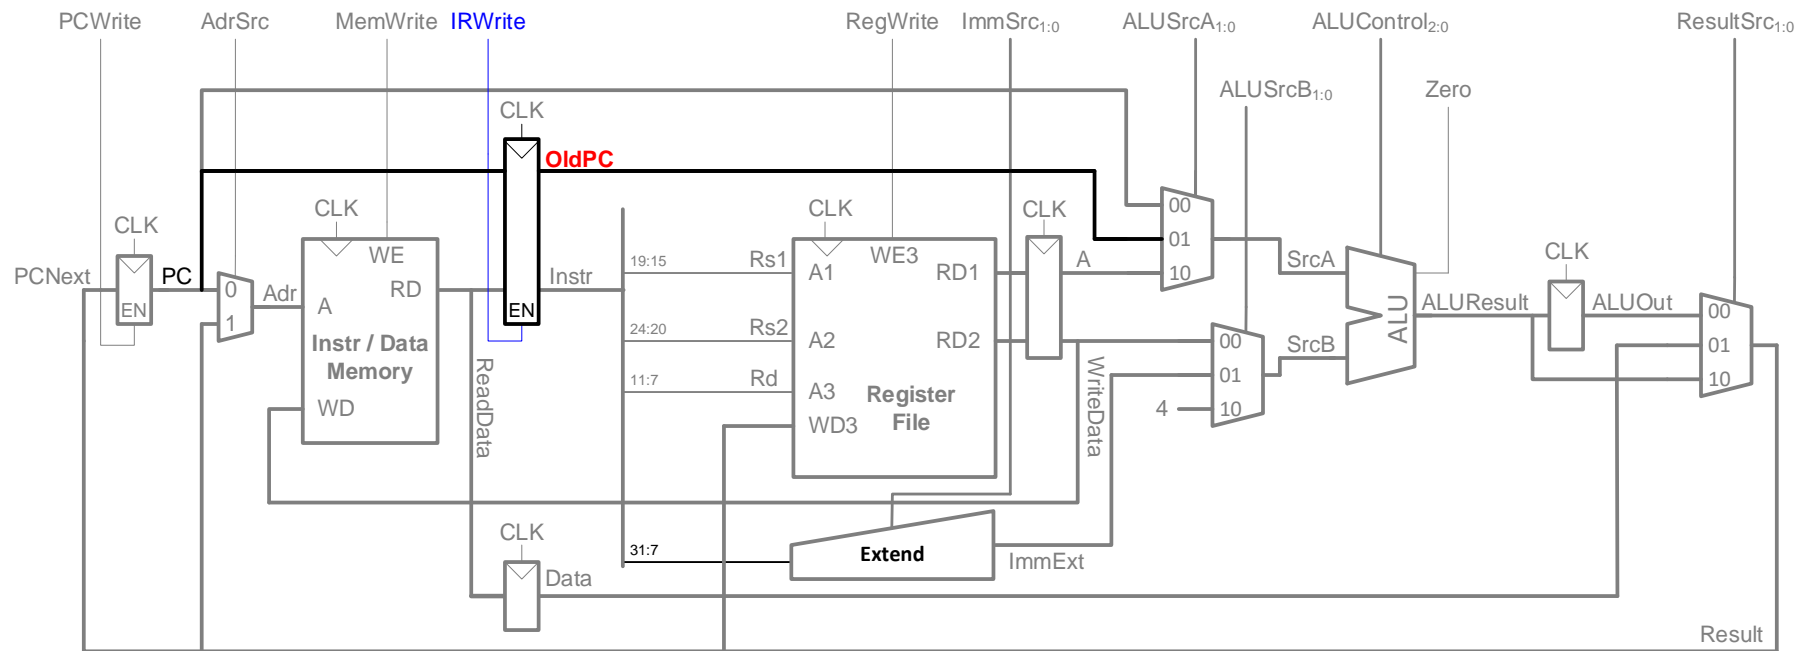 PCWrite AdrSrc MemWrite IRWrite RegWrite ImmSrc1:0 ALUSrcA1:0 ALUControl2:0 ResultSrc1:0
ALUSrcB1:0 Zero
CLK
OldPC
CLK CLK CLK CLK
00
CLK CLK
WE WE3 01
PCNext PC 19:15 Rs1 A1 RD1 A 10 SrcA
EN 0 Adr A RD Instr
1 EN ALU ALUResult ALUOut 00
Instr / Data
Memory
24:20 Rs2 A2 RD2 00 SrcB 01
ReadData WriteData 01 10
11:7 Rd A3 Register
File
WD WD3 4 10
CLK
31:7 Extend ImmExt
Data
Result